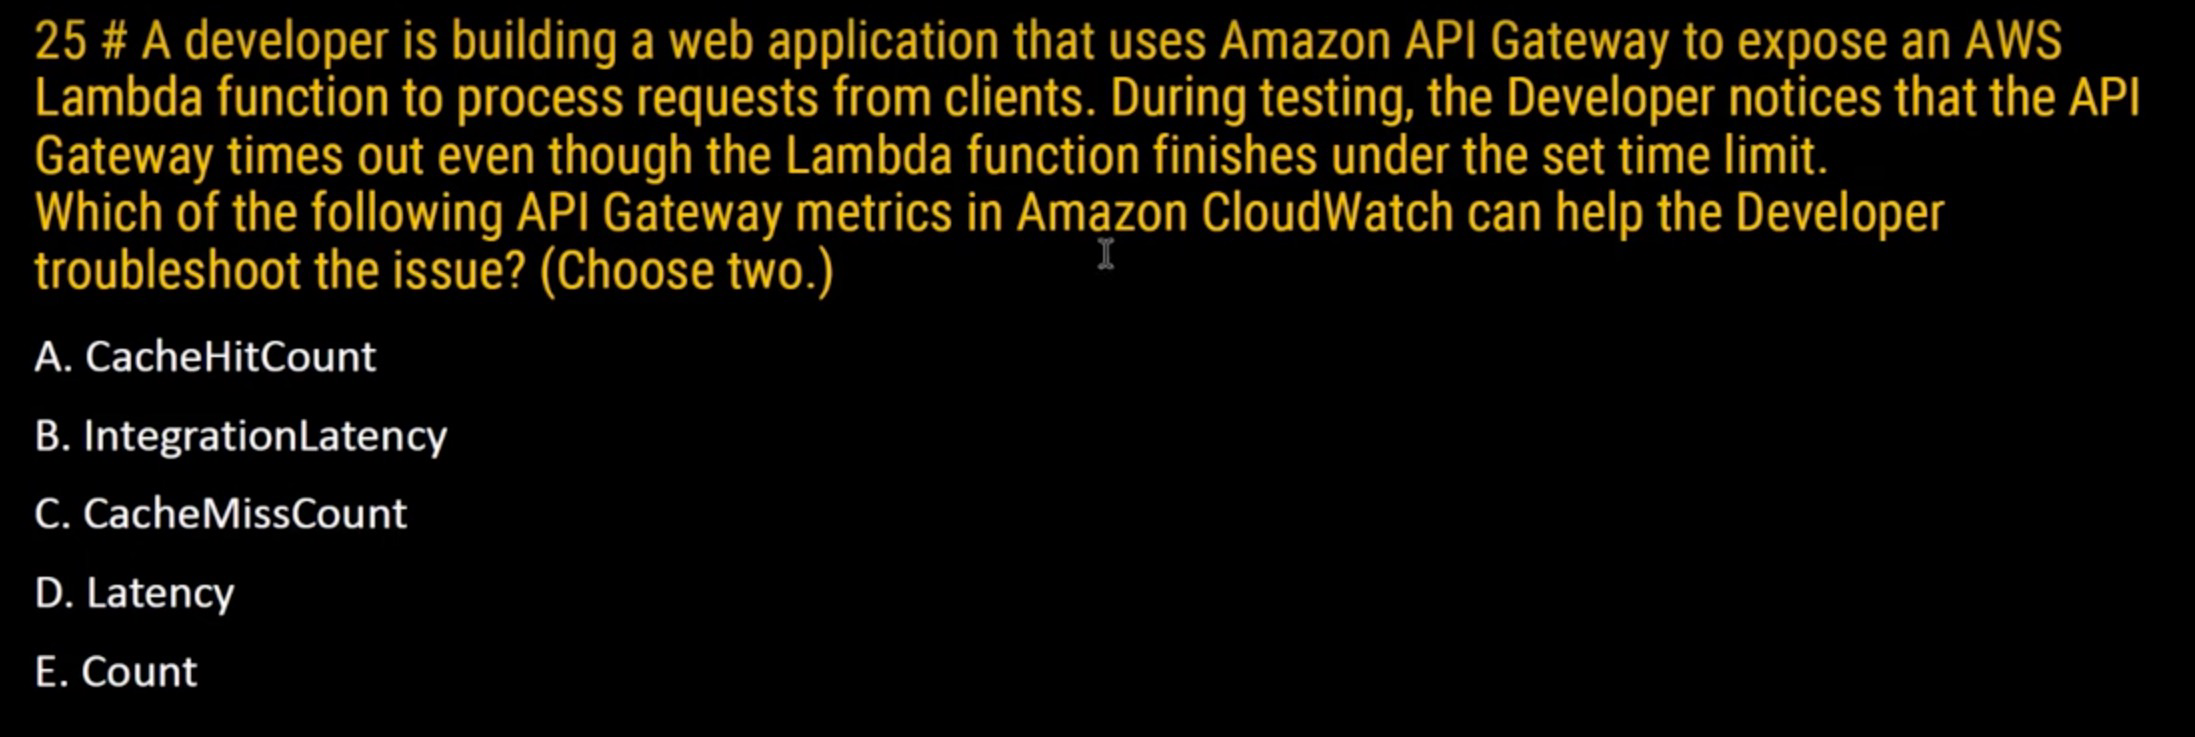 25 # A developer is building a web application that uses Amazon API Gateway to expose an AWS
Lambda function to process requests from clients. During testing, the Developer notices that the API
Gateway times out even though the Lambda function finishes under the set time limit.
Which of the following API Gateway metrics in Amazon CloudWatch can help the Developer
troubleshoot the issue? (Choose two.)
A. CacheHitCount
B. IntegrationLatency
C. CacheMissCount
D. Latency
E. Count